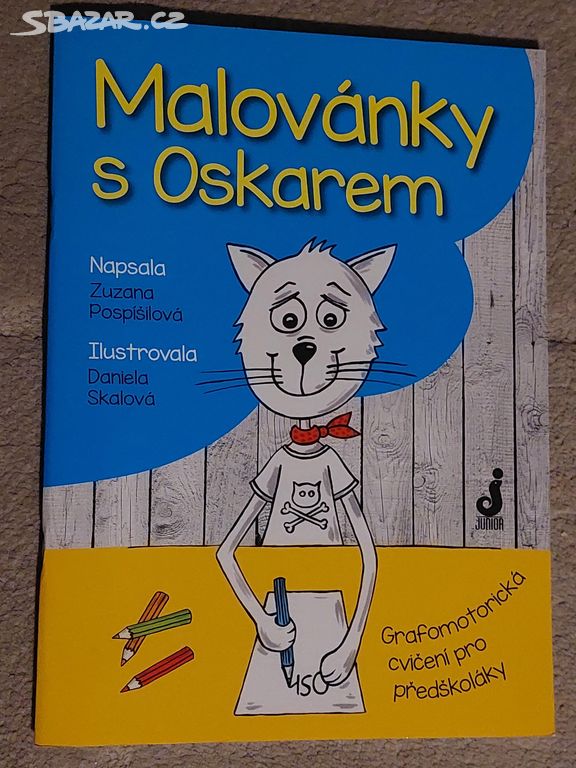 SBAZAR.CZ
Malovánky
s Oskarem
Napsala
Zuzana
Pospíšilová
Ilustrovala
Daniela
Skalová
JUNIOR
Grafomotorická
cvičení pro
předškoláky